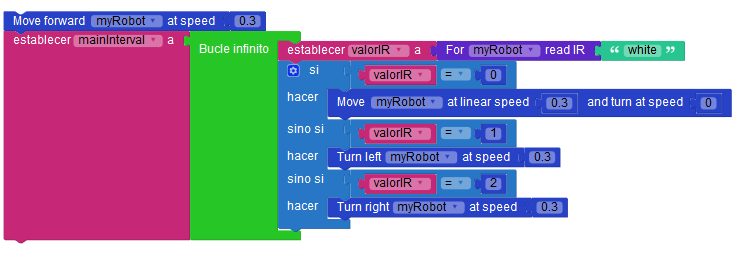 Move forward myRobot at speed 0.3
establecer mainInterval a Bucle infinito establecer valorIR a For myRobot read IR “ white ”
si valorIR = 0
hacer Move myRobot at linear speed 0.3 and turn at speed 0
sino si valorIR = 1
hacer Turn left myRobot at speed 0.3
sino si valorIR = 2
hacer Turn right myRobot at speed 0.3